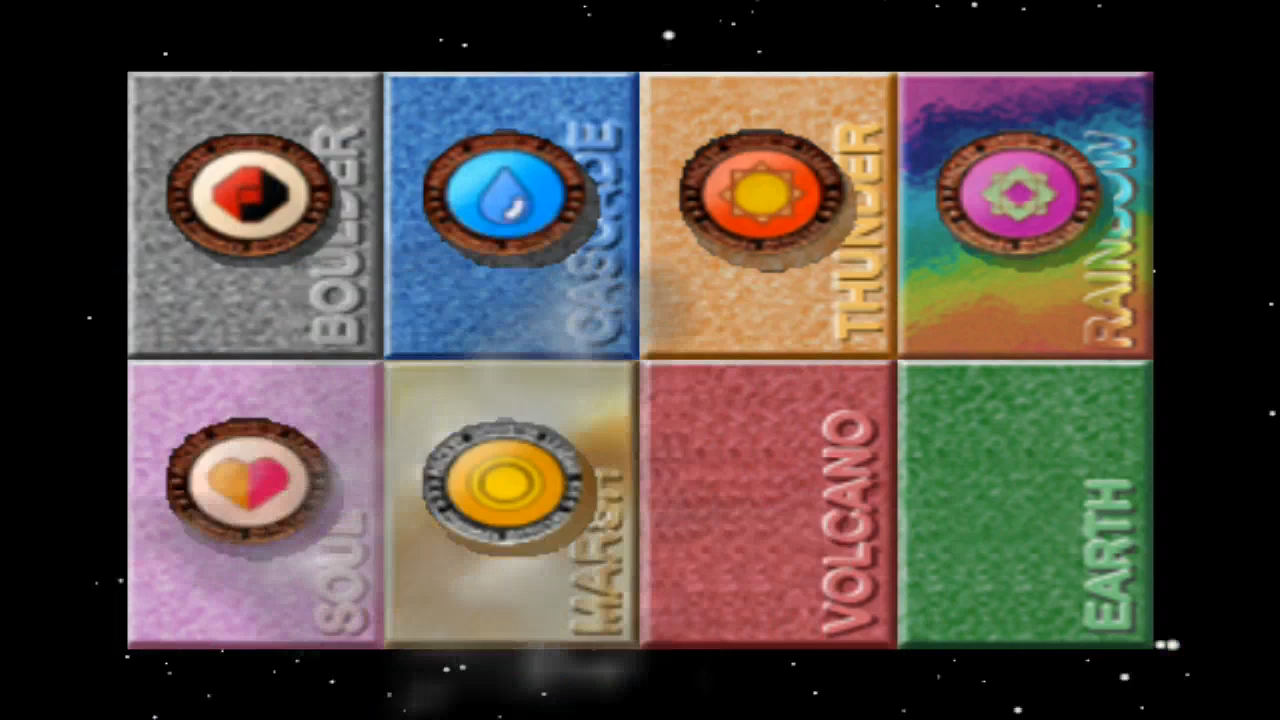 BOULDER
CASCADE
THUNDER
RAINBOW
SOUL
MARSH
VOLCANO
EARTH